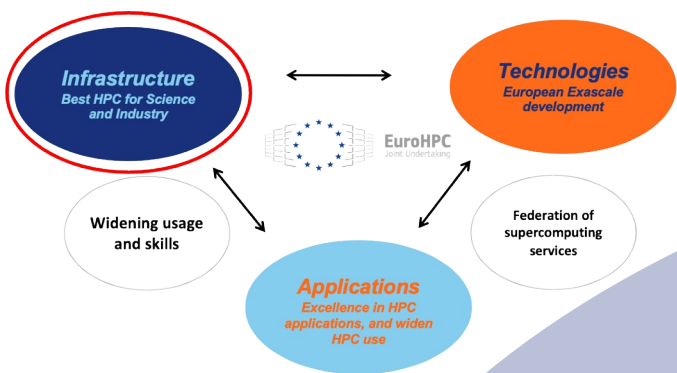 Infrastructure
Best HPC for Science
and Industry
Technologies
European Exascale
development
EuroHPC
Joint Undertaking
Widening usage
and skills
Federation of
supercomputing
services
Applications
Excellence in HPC
applications, and widen
HPC use